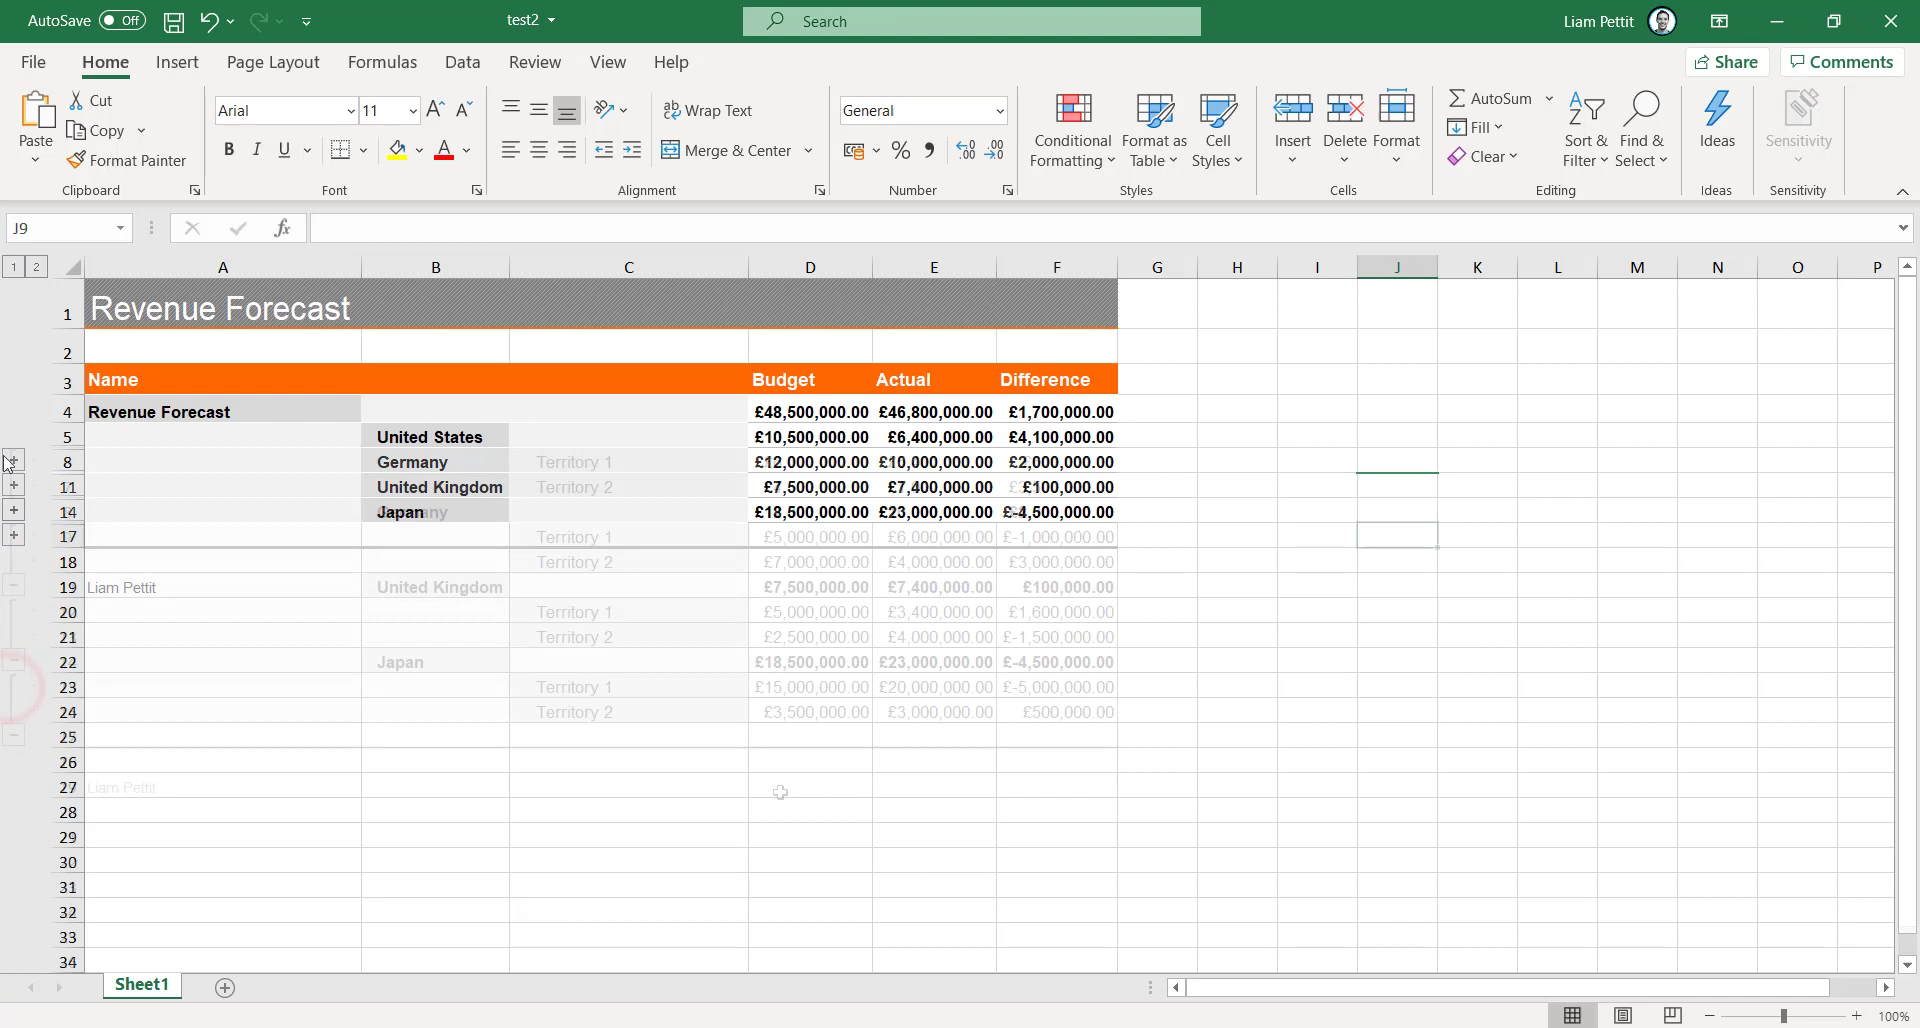 AutoSave Off test2 Search Liam Pettit
File Home Insert Page Layout Formulas Data Review View Help Share Comments
Paste Cut Copy Format Painter Clipboard
Arial 11 B I U Font
Wrap Text Merge & Center Alignment
General % Number
Conditional Formatting Format as Table Cell Styles Styles
Insert Delete Format Cells
AutoSum Fill Clear Sort & Filter Find & Select Editing
Ideas Ideas
Sensitivity Sensitivity
J9 fx
1 2 A B C D E F G H I J K L M N O P
1 Revenue Forecast
2
3 Name Budget Actual Difference
4 Revenue Forecast £48,500,000.00 £46,800,000.00 £1,700,000.00
5 United States £10,500,000.00 £6,400,000.00 £4,100,000.00
8 Germany Territory 1 £12,000,000.00 £10,000,000.00 £2,000,000.00
11 United Kingdom Territory 2 £7,500,000.00 £7,400,000.00 £100,000.00
14 Japan £18,500,000.00 £23,000,000.00 £-4,500,000.00
17 Territory 1 £5,000,000.00 £6,000,000.00 £-1,000,000.00
18 Territory 2 £7,000,000.00 £4,000,000.00 £3,000,000.00
19 Liam Pettit United Kingdom £7,500,000.00 £7,400,000.00 £100,000.00
20 Territory 1 £5,000,000.00 £3,400,000.00 £1,600,000.00
21 Territory 2 £2,500,000.00 £4,000,000.00 £-1,500,000.00
22 Japan £18,500,000.00 £23,000,000.00 £-4,500,000.00
23 Territory 1 £15,000,000.00 £20,000,000.00 £-5,000,000.00
24 Territory 2 £3,500,000.00 £3,000,000.00 £500,000.00
25
26
27 Liam Pettit
28
29
30
31
32
33
34
Sheet1
100%